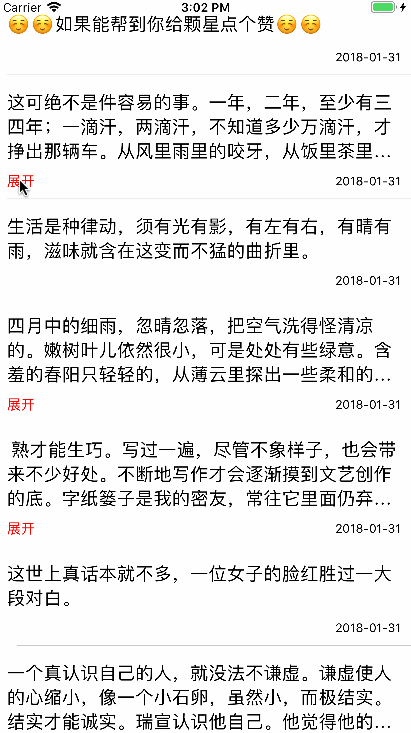 Carrier 3:02 PM
☺️☺️如果能帮到你给颗星点个赞☺️☺️
2018-01-31
这可绝不是件容易的事。一年，二年，至少有三
四年；一滴汗，两滴汗，不知道多少万滴汗，才
挣出那辆车。从风里雨里的咬牙，从饭里茶里...
展开 2018-01-31
生活是种律动，须有光有影，有左有右，有晴有
雨，滋味就含在这变而不猛的曲折里。
2018-01-31
四月中的细雨，忽晴忽落，把空气洗得怪清凉
的。嫩树叶儿依然很小，可是处处有些绿意。含
羞的春阳只轻轻的，从薄云里探出一些柔和的...
展开 2018-01-31
熟才能生巧。写过一遍，尽管不象样子，也会带
来不少好处。不断地写作才会逐渐摸到文艺创作
的底。字纸篓子是我的密友，常往它里面仍弃...
展开 2018-01-31
这世上真话本就不多，一位女子的脸红胜过一大
段对白。
2018-01-31
一个真认识自己的人，就没法不谦虚。谦虚使人
的心缩小，像一个小石卵，虽然小，而极结实。
结实才能诚实。瑞宣认识他自己。他觉得他的...